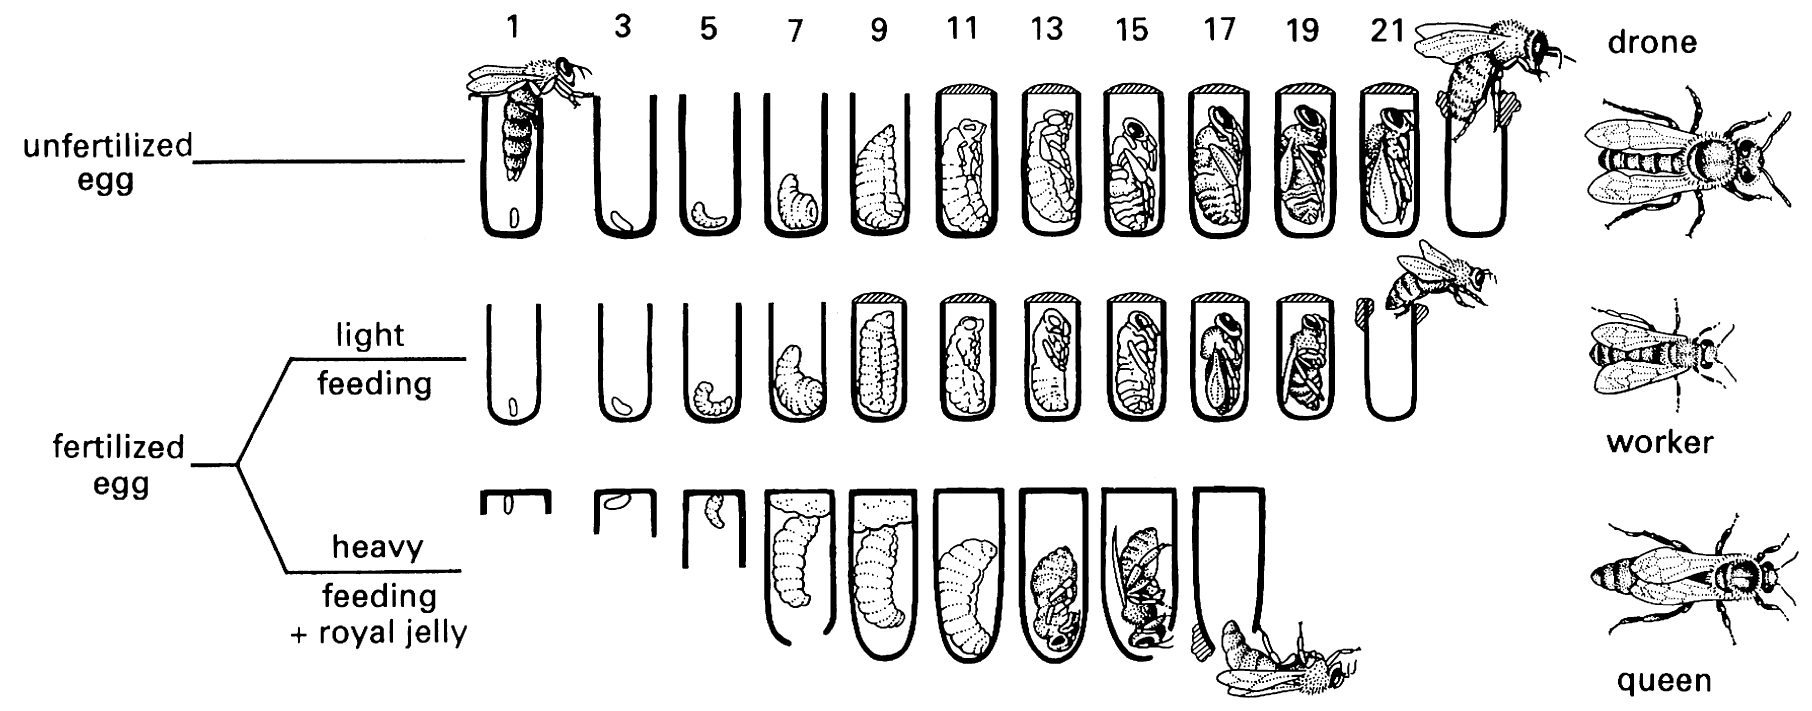 1 3 5 7 9 11 13 15 17 19 21
drone
unfertilized
egg
light
feeding
worker
fertilized
egg
heavy
feeding
+ royal jelly
queen